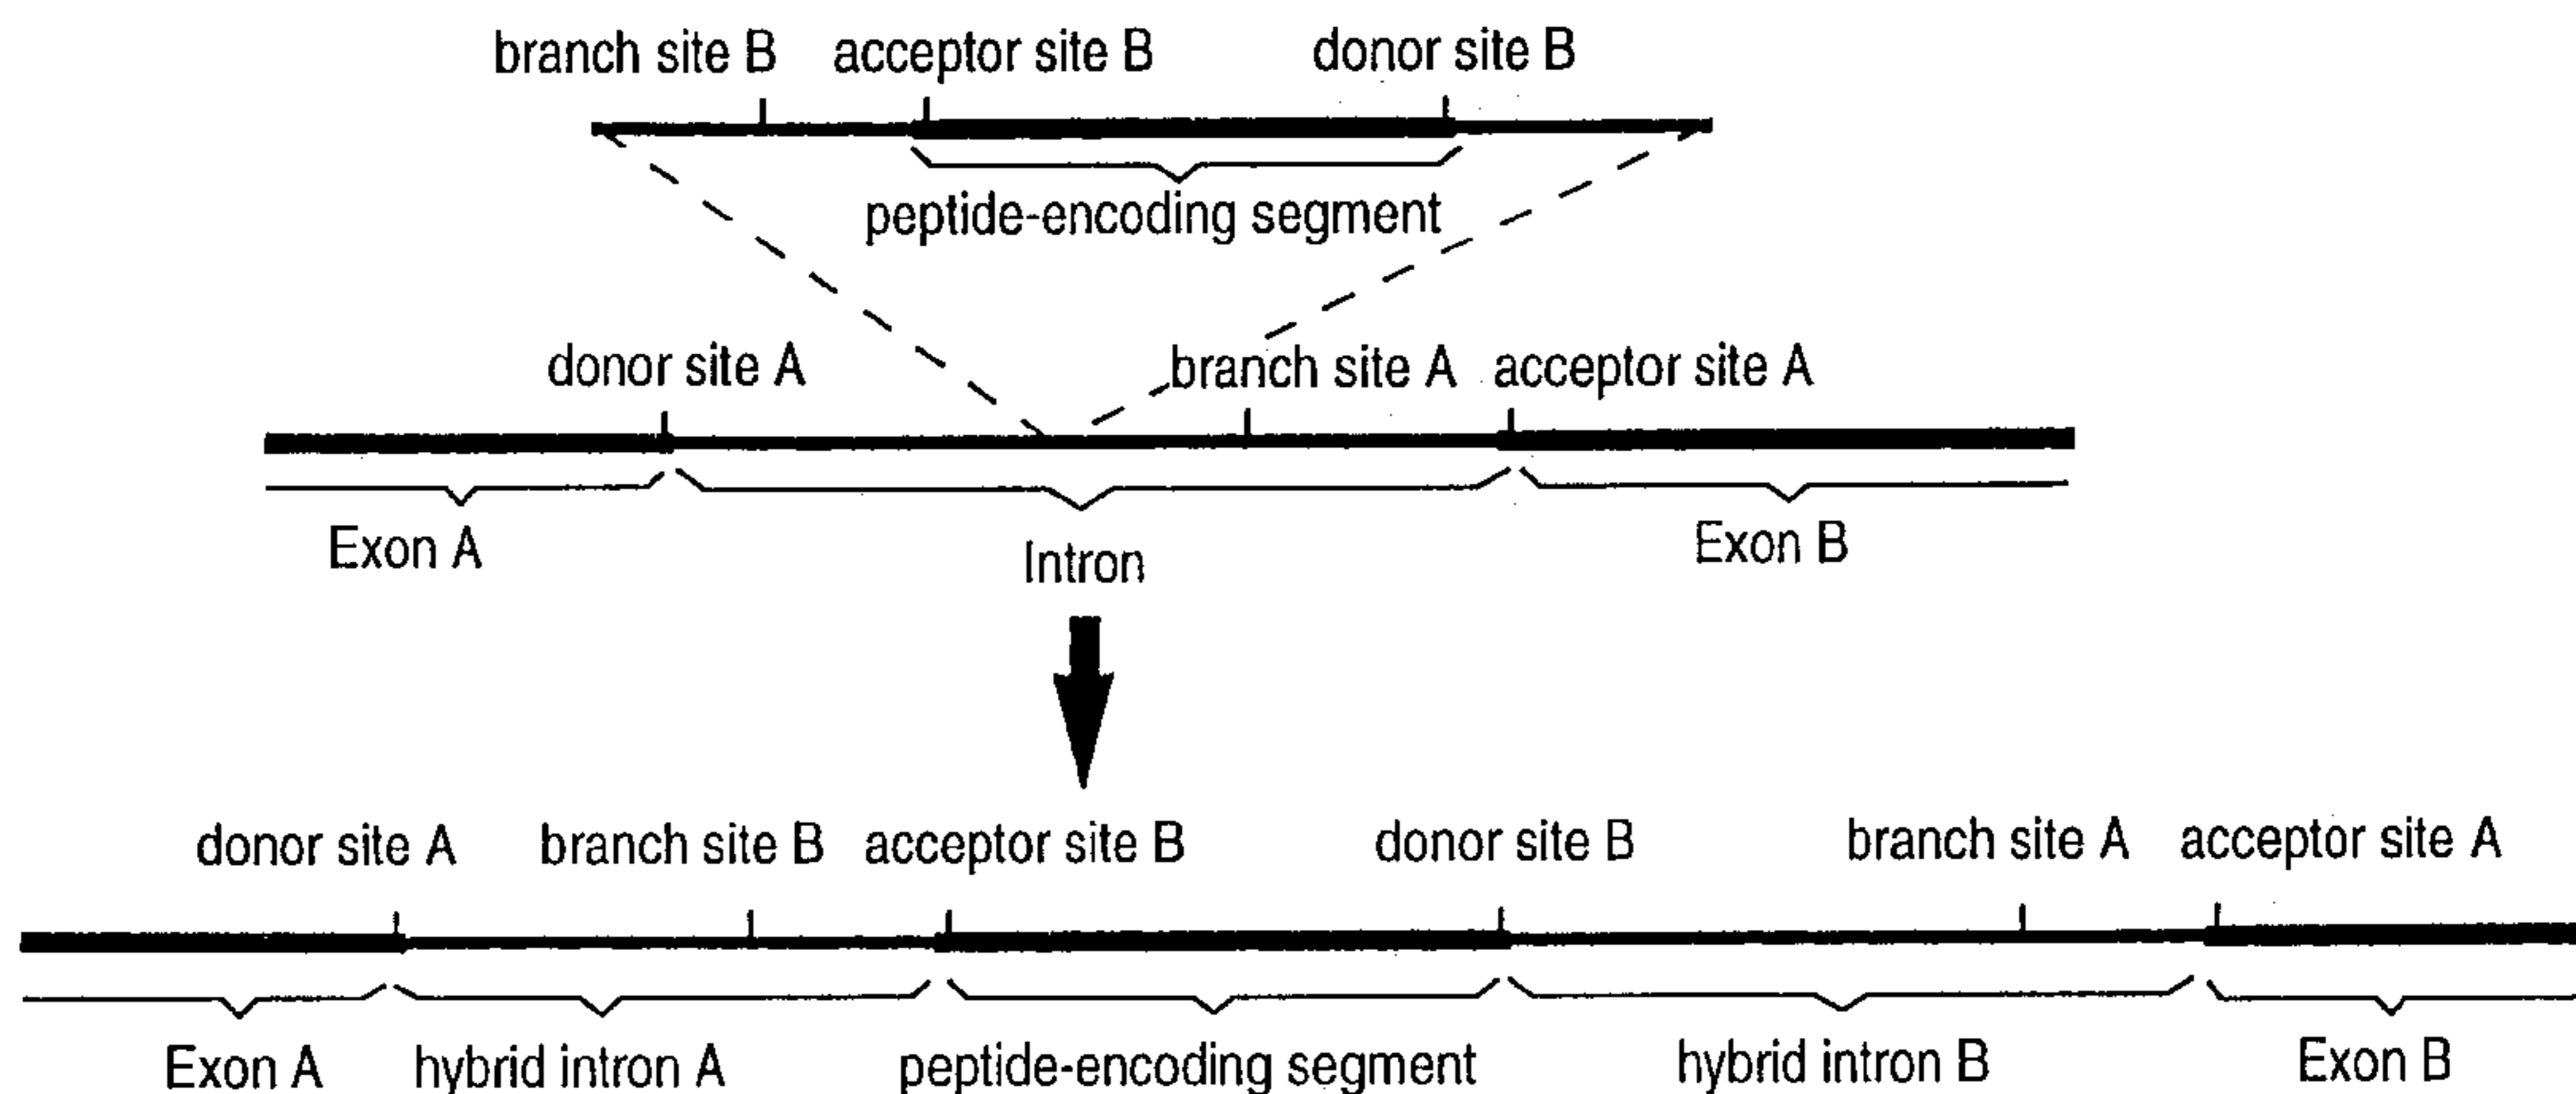 branch site B acceptor site B donor site B
peptide-encoding segment
donor site A branch site A acceptor site A
Exon A Intron Exon B
donor site A branch site B acceptor site B donor site B branch site A acceptor site A
Exon A hybrid intron A peptide-encoding segment hybrid intron B Exon B